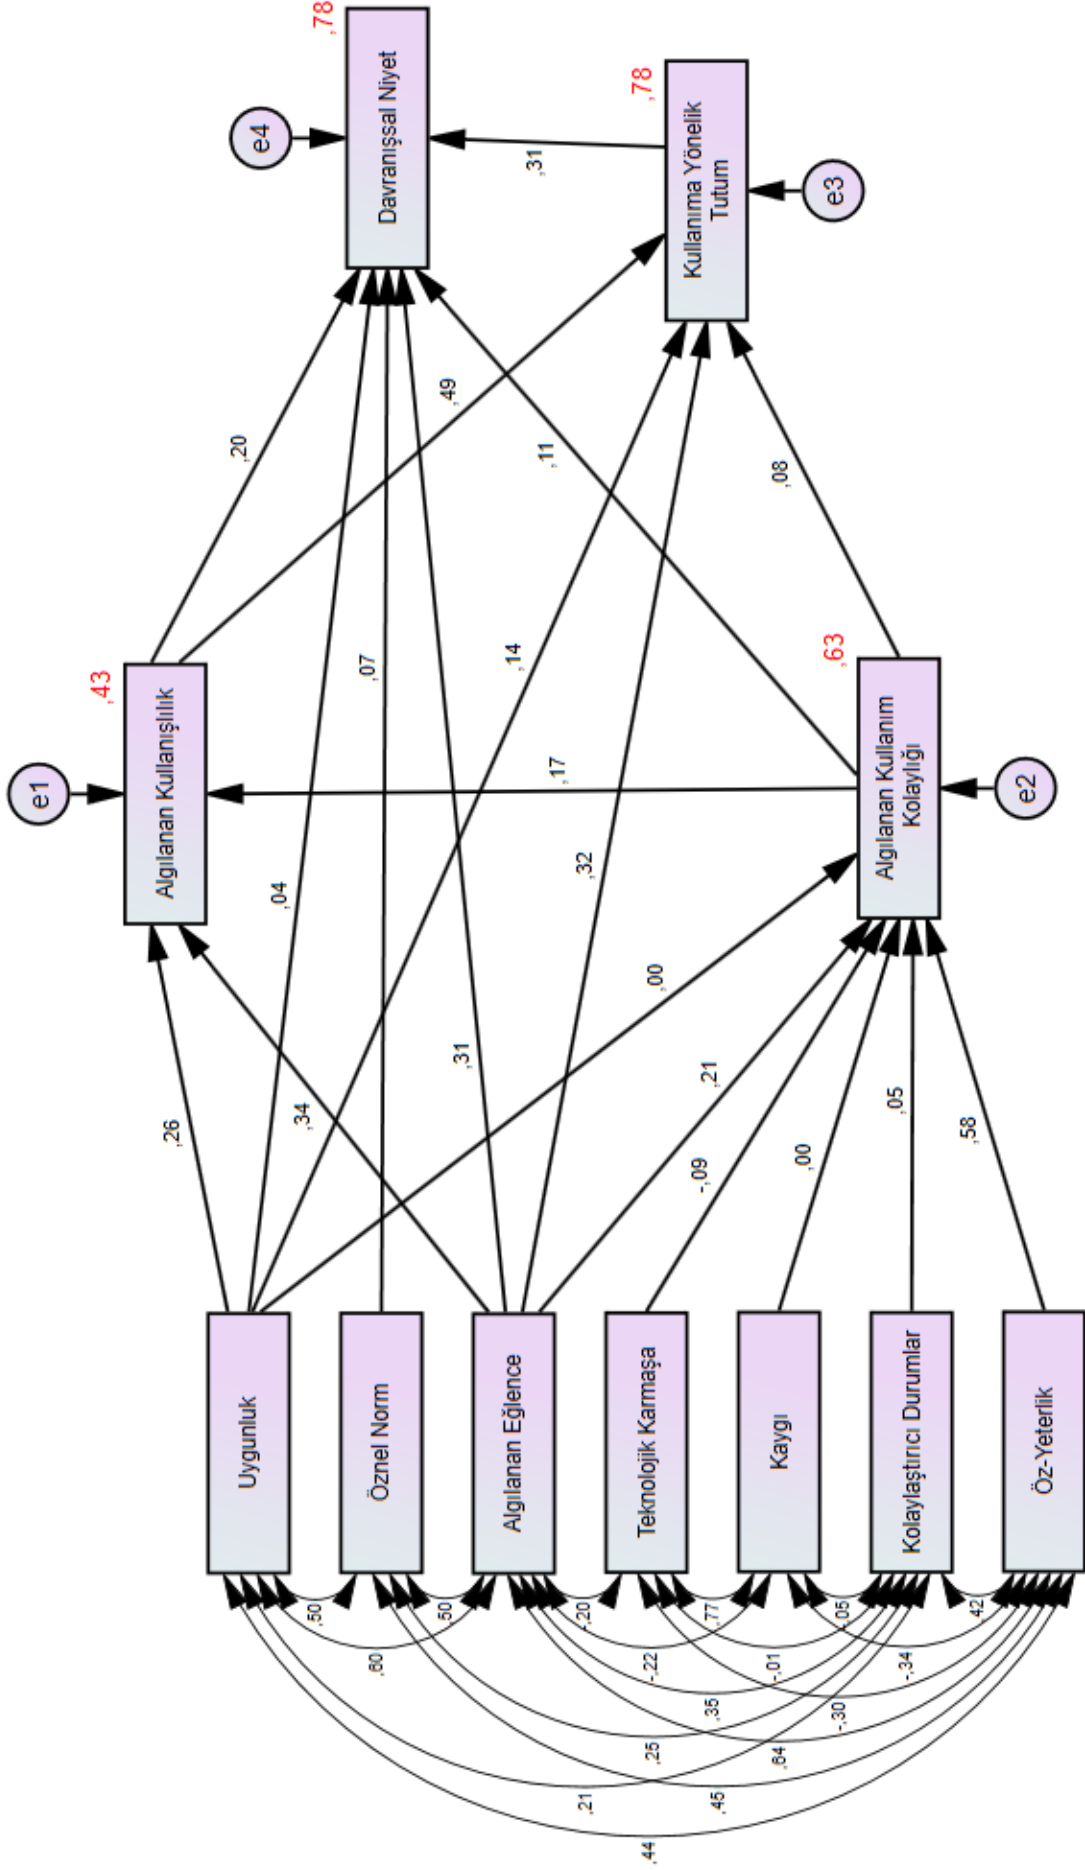 e1
e4
,43
Algılanan Kullanışlılık
,78
Davranışsal Niyet
,26
,04
,34
,20
,07
,31
,14
,49
,31
,17
,32
,11
,00
,21
-,09
,00
,05
,58
,08
Uygunluk
Öznel Norm
Algılanan Eğlence
Teknolojik Karmaşa
Kaygı
Kolaylaştırıcı Durumlar
Öz-Yeterlik
,63
Algılanan Kullanım
Kolaylığı
e2
,78
Kullanıma Yönelik
Tutum
e3
,50
,50
-,20
,77
-,05
,42
,60
-,22
-,01
-,34
,35
-,30
,25
,64
,21
,45
,44